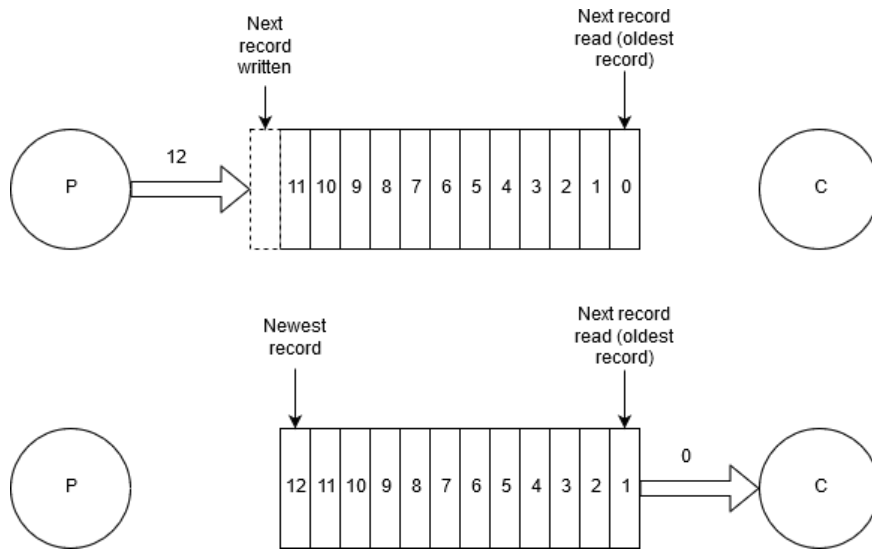 Next
record
written
Next record
read (oldest
record)
12
P
11 10 9 8 7 6 5 4 3 2 1 0
C
Newest
record
Next record
read (oldest
record)
P
12 11 10 9 8 7 6 5 4 3 2 1
0
C